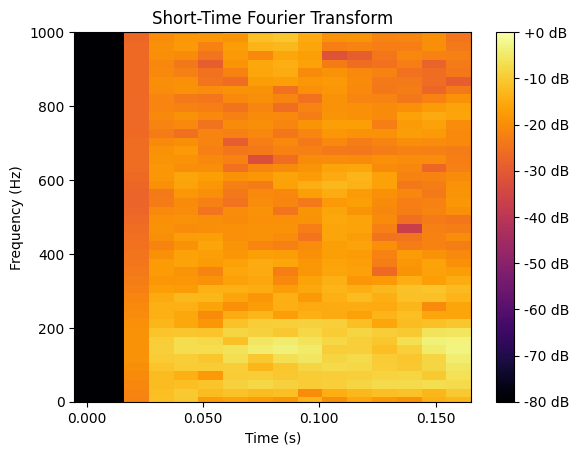 Short-Time Fourier Transform
1000
800
600
400
200
0
Frequency (Hz)
0.000
0.050
0.100
0.150
Time (s)
+0 dB
-10 dB
-20 dB
-30 dB
-40 dB
-50 dB
-60 dB
-70 dB
-80 dB